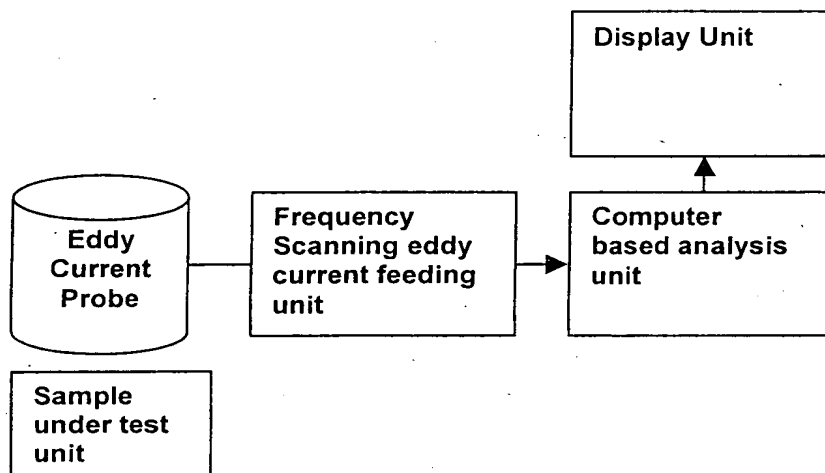 Display Unit
Eddy
Current
Probe
Frequency
Scanning eddy
current feeding
unit
Computer
based analysis
unit
Sample
under test
unit